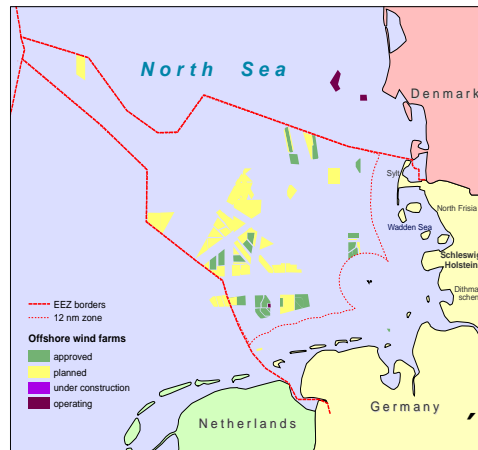 North Sea
Denmark
Sylt
North Frisia
Wadden Sea
Schleswig
Holstein
Dithmar
schen
EEZ borders
12 nm zone
Offshore wind farms
approved
planned
under construction
operating
Netherlands
Germany